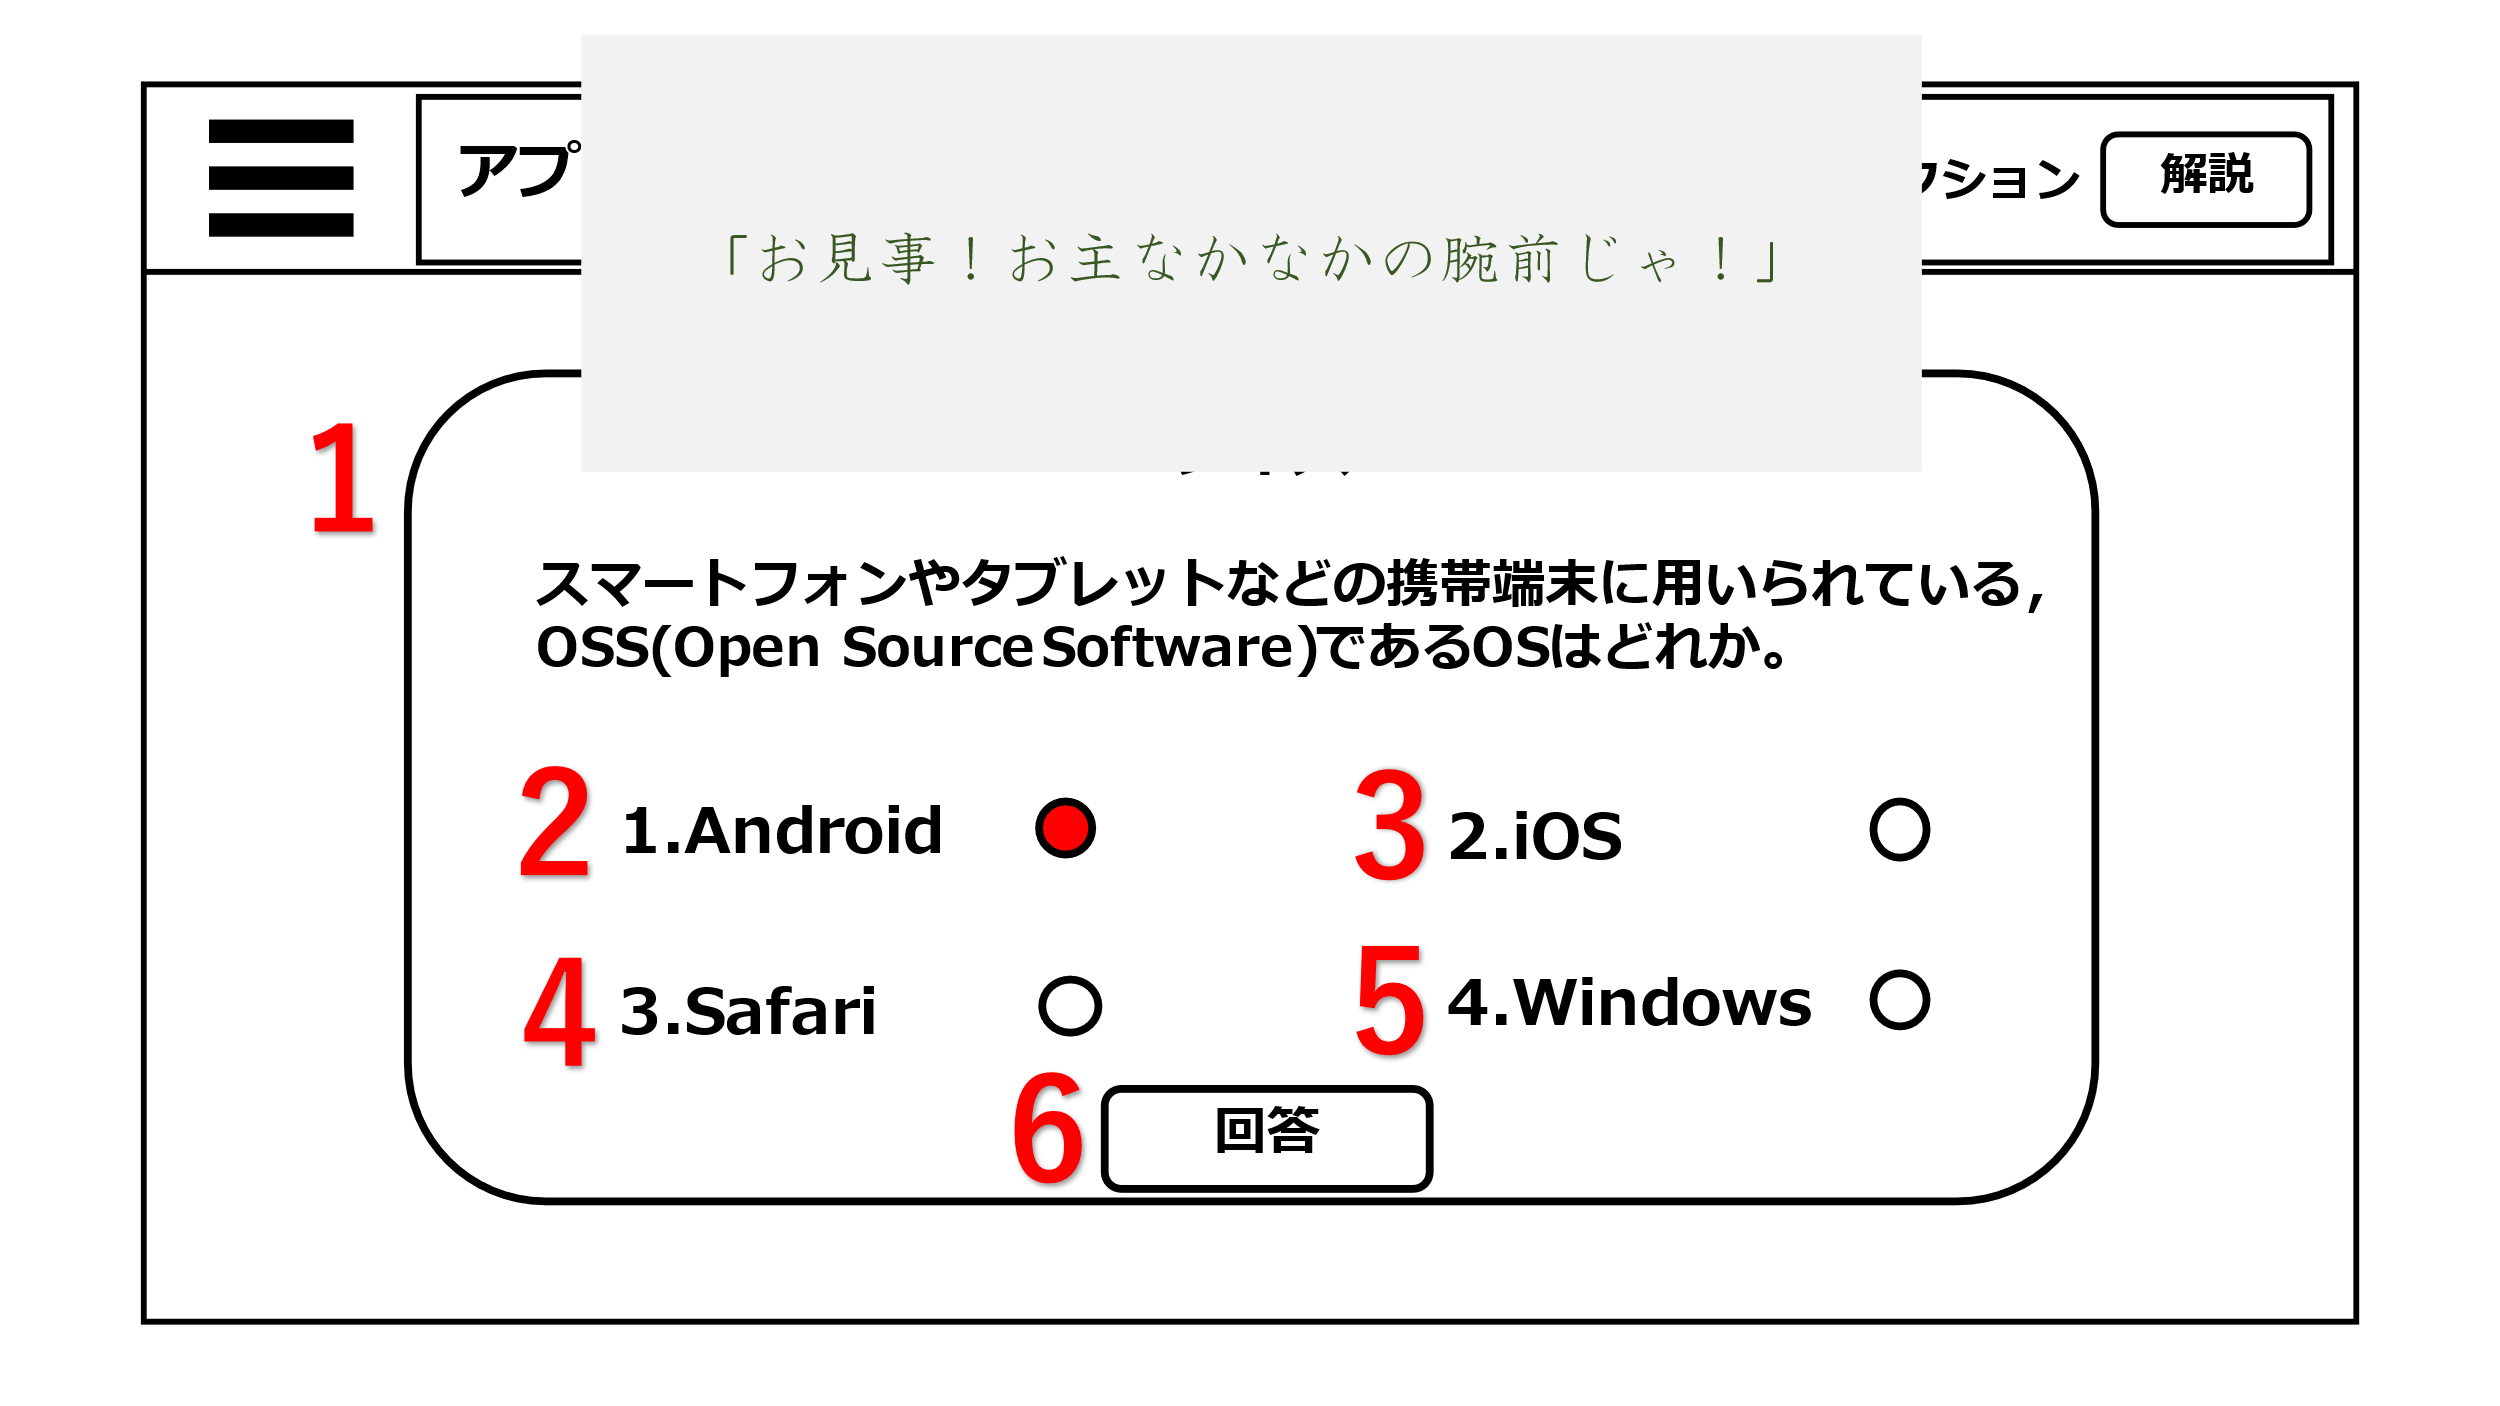 アプ
「お見事！お主なかなかの腕前じゃ！」
クション
解説
1
スマートフォンやタブレットなどの携帯端末に用いられている，
OSS(Open Source Software)であるOSはどれか。
2 1.Android
3 2.iOS
4 3.Safari
5 4.Windows
6 回答